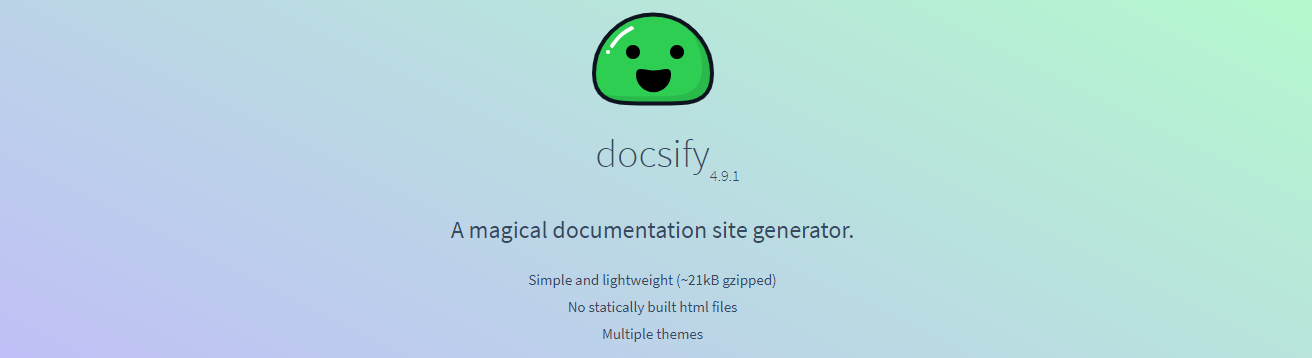 docsify 4.9.1
A magical documentation site generator.
Simple and lightweight (~21kB gzipped)
No statically built html files
Multiple themes